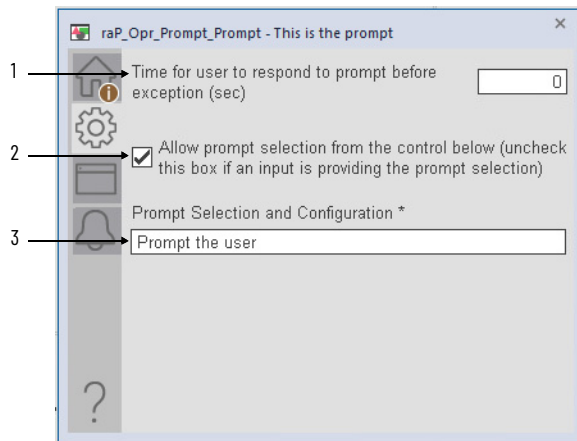 raP_Opr_Prompt_Prompt - This is the prompt
×
1
Time for user to respond to prompt before
exception (sec)
0
2
Allow prompt selection from the control below (uncheck
this box if an input is providing the prompt selection)
Prompt Selection and Configuration *
3
Prompt the user
?